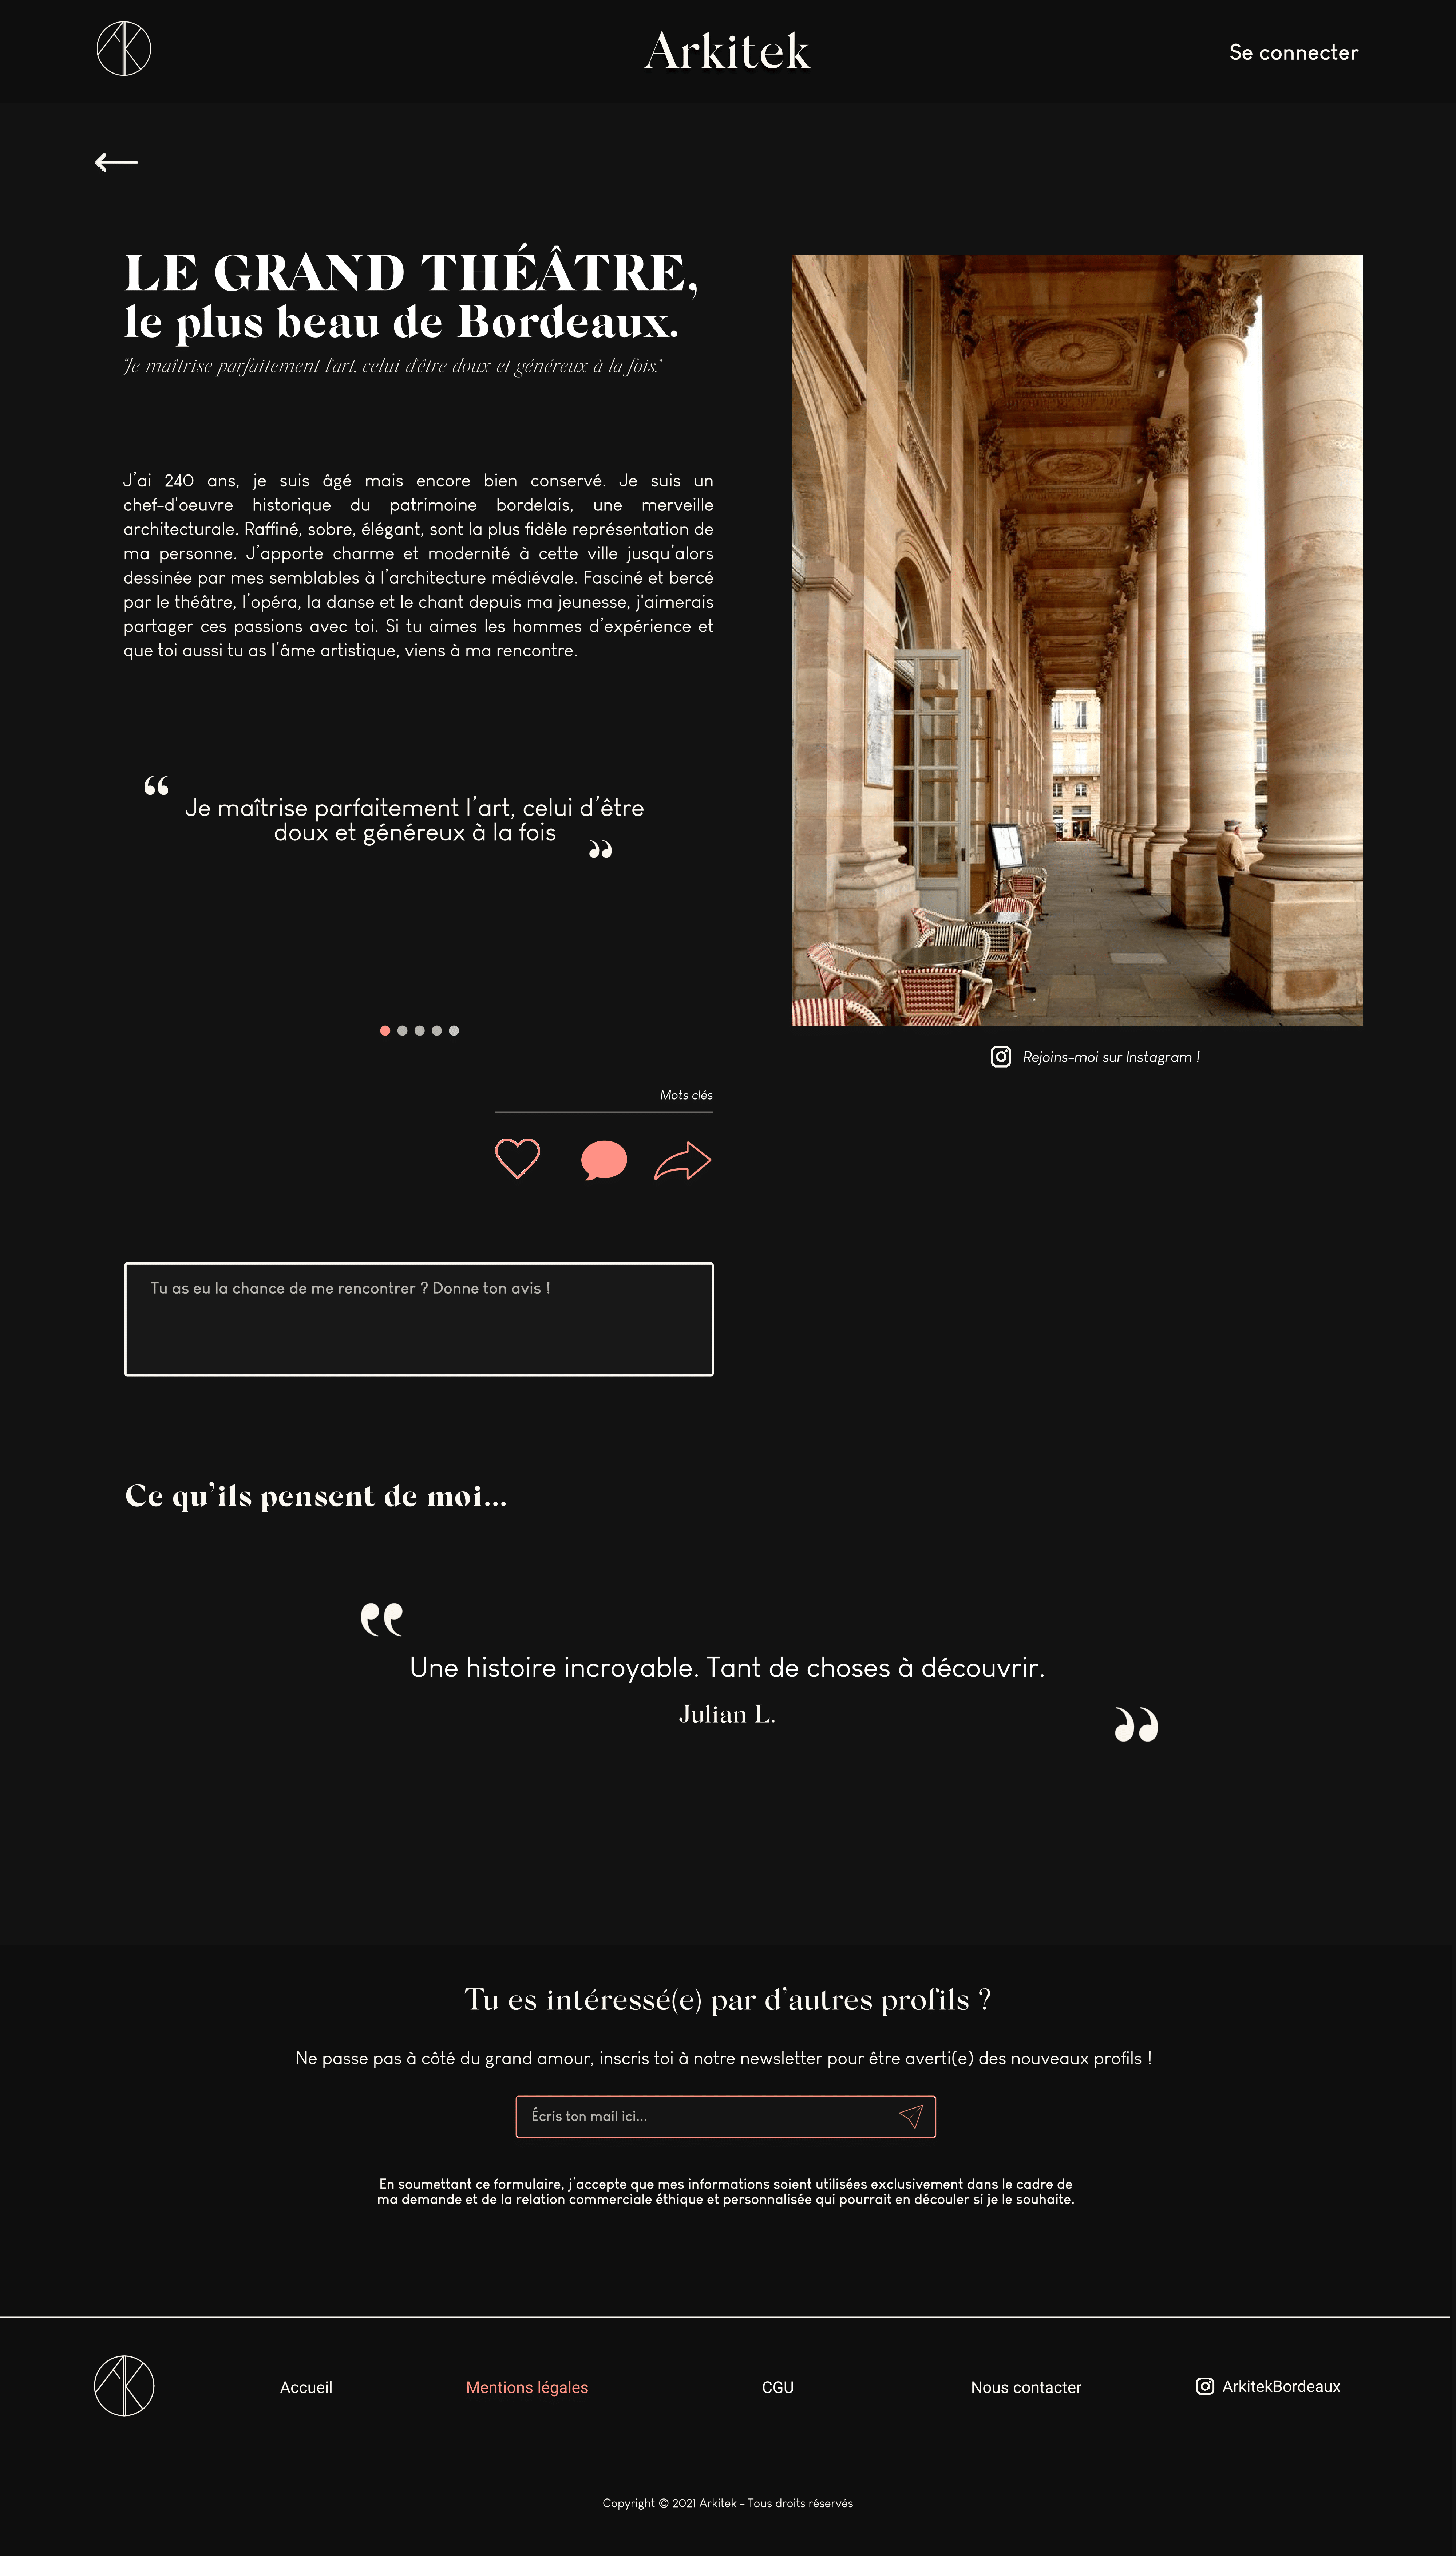 Arkitek
Se connecter
LE GRAND THÉÂTRE,
le plus beau de Bordeaux.
"Je maîtrise parfaitement l'art, celui d'être doux et généreux à la fois."
J'ai 240 ans, je suis âgé mais encore bien conservé. Je suis un
chef-d'oeuvre historique du patrimoine bordelais, une merveille
architecturale. Raffiné, sobre, élégant, sont la plus fidèle représentation de
ma personne. J'apporte charme et modernité à cette ville jusqu'alors
dessinée par mes semblables à l'architecture médiévale. Fasciné et bercé
par le théâtre, l'opéra, la danse et le chant depuis ma jeunesse, j'aimerais
partager ces passions avec toi. Si tu aimes les hommes d'expérience et
que toi aussi tu as l'âme artistique, viens à ma rencontre.
“ Je maîtrise parfaitement l'art, celui d'être
doux et généreux à la fois ”
Rejoins-moi sur Instagram !
Mots clés
Tu as eu la chance de me rencontrer ? Donne ton avis !
Ce qu'ils pensent de moi...
Une histoire incroyable. Tant de choses à découvrir.
Julian L.
Tu es intéressé(e) par d'autres profils ?
Ne passe pas à côté du grand amour, inscris toi à notre newsletter pour être averti(e) des nouveaux profils !
Écris ton mail ici...
En soumettant ce formulaire, j'accepte que mes informations soient utilisées exclusivement dans le cadre de
ma demande et de la relation commerciale éthique et personnalisée qui pourrait en découler si je le souhaite.
Accueil
Mentions légales
CGU
Nous contacter
ArkitekBordeaux
Copyright © 2021 Arkitek - Tous droits réservés